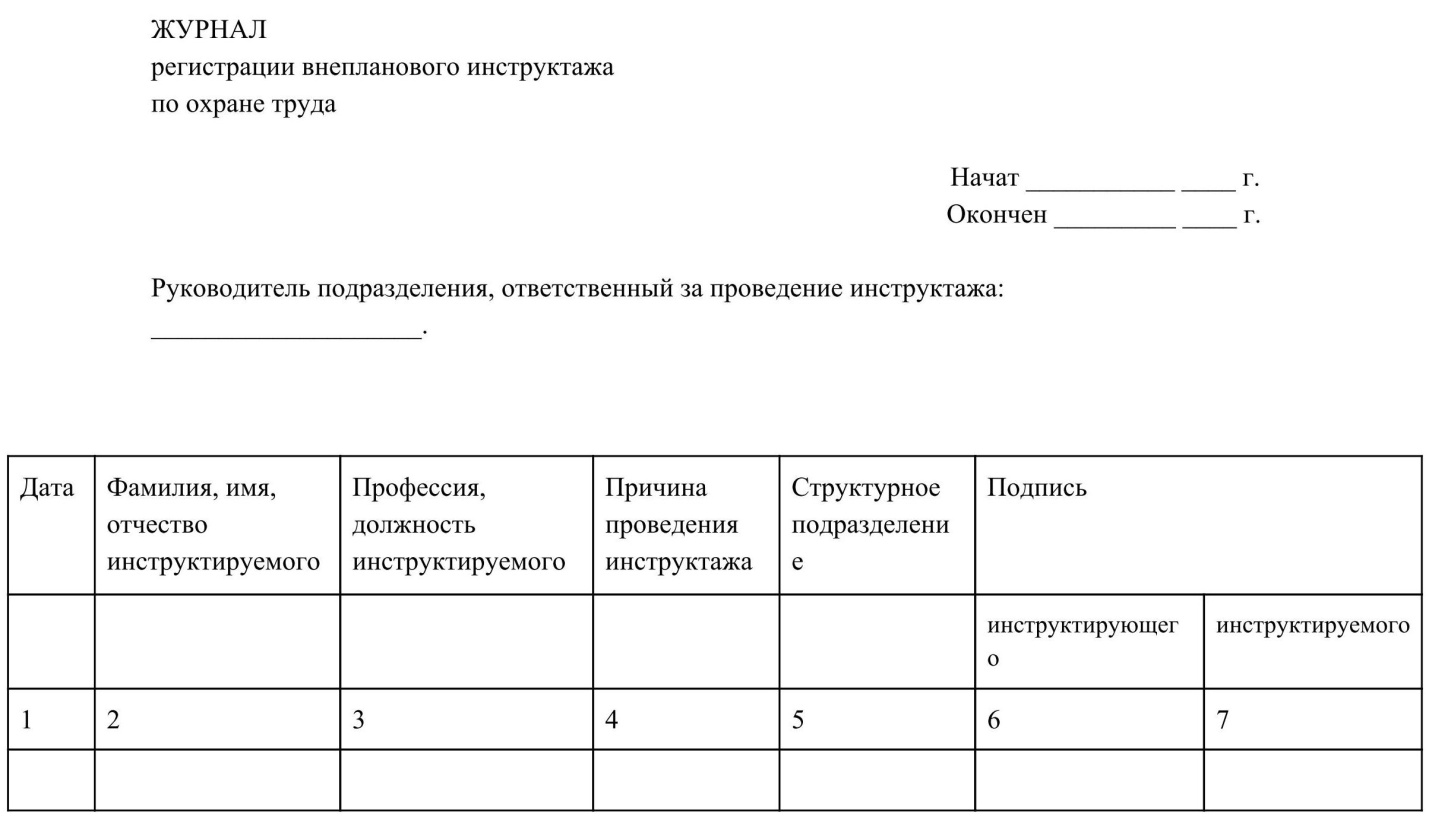 ЖУРНАЛ
регистрации внепланового инструктажа
по охране труда
Начат ___________ ____ г.
Окончен _________ ____ г.
Руководитель подразделения, ответственный за проведение инструктажа:
____________________.
Дата
Фамилия, имя,
отчество
инструктируемого
Профессия,
должность
инструктируемого
Причина
проведения
инструктажа
Структурное
подразделени
е
Подпись
инструктирующег
о
инструктируемого
1
2
3
4
5
6
7